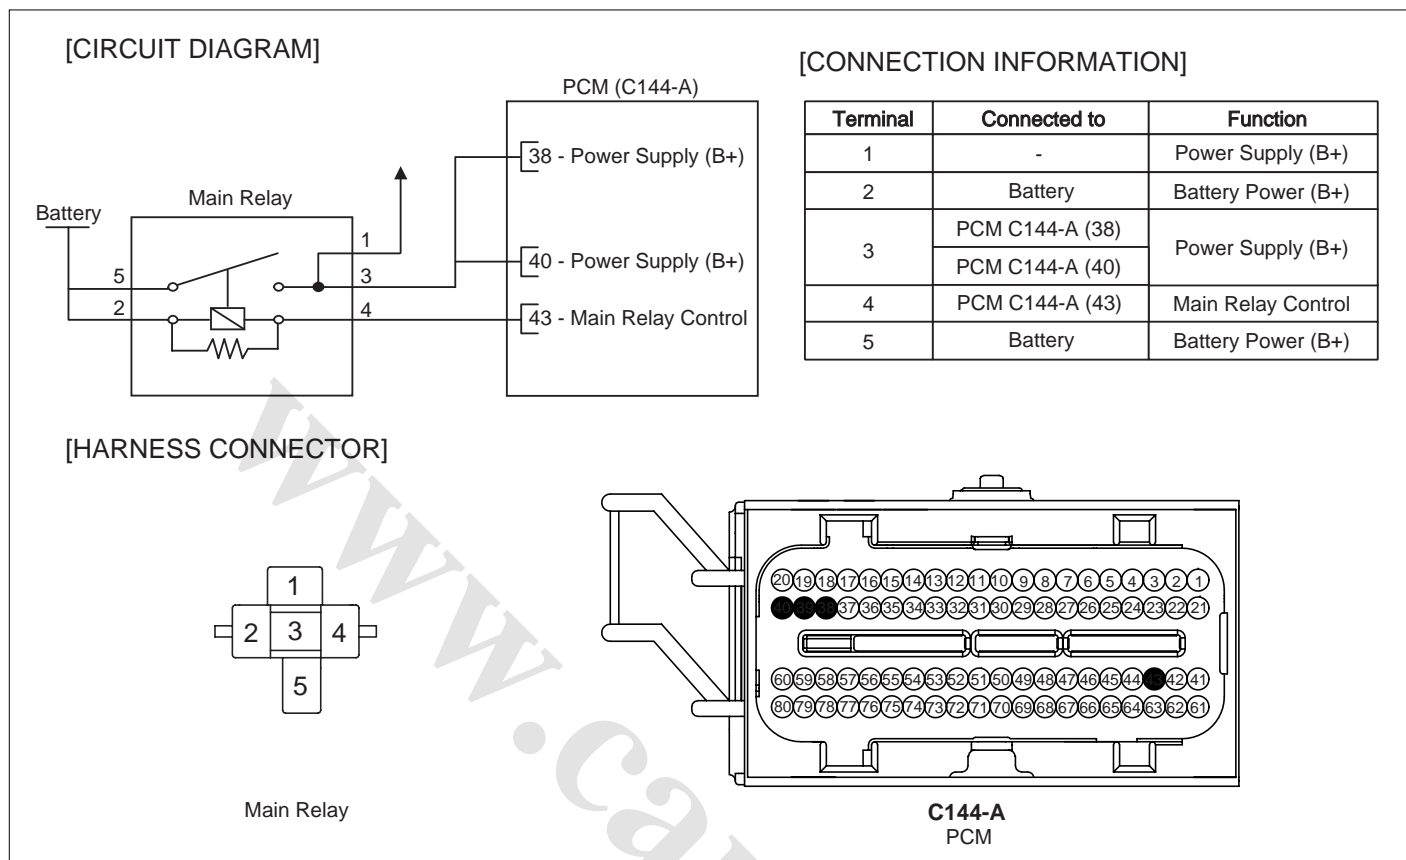 [CIRCUIT DIAGRAM]
PCM (C144-A)
38 - Power Supply (B+)
Main Relay
Battery
1
5
3
40 - Power Supply (B+)
2
4
43 - Main Relay Control
[CONNECTION INFORMATION]
Terminal Connected to Function
1 - Power Supply (B+)
2 Battery Battery Power (B+)
3 PCM C144-A (38) Power Supply (B+)
PCM C144-A (40)
4 PCM C144-A (43) Main Relay Control
5 Battery Battery Power (B+)
[HARNESS CONNECTOR]
1
2 3 4
5
Main Relay
20 19 18 17 16 15 14 13 12 11 10 9 8 7 6 5 4 3 2 1
40 39 38 37 36 35 34 33 32 31 30 29 28 27 26 25 24 23 22 21
60 59 58 57 56 55 54 53 52 51 50 49 48 47 46 45 44 43 42 41
80 79 78 77 76 75 74 73 72 71 70 69 68 67 66 65 64 63 62 61
C144-A
PCM
www.ca